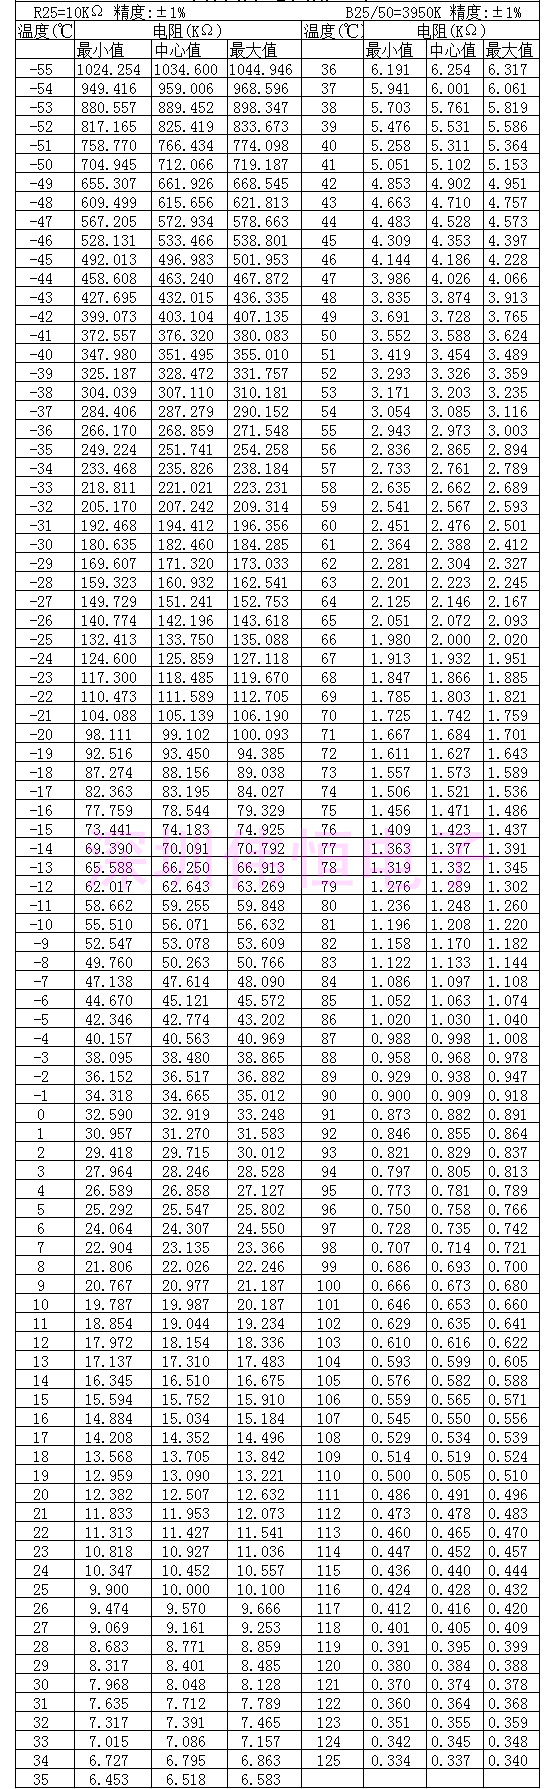 R25=10KΩ 精度:±1% B25/50=3950K 精度:±1%
温度(℃ 电阻(KΩ) 温度(℃ 电阻(KΩ)
最小值 中心值 最大值 最小值 中心值 最大值
-55 1024.254 1034.600 1044.946 36 6.191 6.254 6.317
-54 949.416 959.006 968.596 37 5.941 6.001 6.061
-53 880.557 889.452 898.347 38 5.703 5.761 5.819
-52 817.165 825.419 833.673 39 5.476 5.531 5.586
-51 758.770 766.434 774.098 40 5.258 5.311 5.364
-50 704.945 712.066 719.187 41 5.051 5.102 5.153
-49 655.307 661.926 668.545 42 4.853 4.902 4.951
-48 609.499 615.656 621.813 43 4.663 4.710 4.757
-47 567.205 572.934 578.663 44 4.483 4.528 4.573
-46 528.131 533.466 538.801 45 4.309 4.353 4.397
-45 492.013 496.983 501.953 46 4.144 4.186 4.228
-44 458.608 463.240 467.872 47 3.986 4.026 4.066
-43 427.695 432.015 436.335 48 3.835 3.874 3.913
-42 399.073 403.104 407.135 49 3.691 3.728 3.765
-41 372.557 376.320 380.083 50 3.552 3.588 3.624
-40 347.980 351.495 355.010 51 3.419 3.454 3.489
-39 325.187 328.472 331.757 52 3.293 3.326 3.359
-38 304.039 307.110 310.181 53 3.171 3.203 3.235
-37 284.406 287.279 290.152 54 3.054 3.085 3.116
-36 266.170 268.859 271.548 55 2.943 2.973 3.003
-35 249.224 251.741 254.258 56 2.836 2.865 2.894
-34 233.468 235.826 238.184 57 2.733 2.761 2.789
-33 218.811 221.021 223.231 58 2.635 2.662 2.689
-32 205.170 207.242 209.314 59 2.541 2.567 2.593
-31 192.468 194.412 196.356 60 2.451 2.476 2.501
-30 180.635 182.460 184.285 61 2.364 2.388 2.412
-29 169.607 171.320 173.033 62 2.281 2.304 2.327
-28 159.323 160.932 162.541 63 2.201 2.223 2.245
-27 149.729 151.241 152.753 64 2.125 2.146 2.167
-26 140.774 142.196 143.618 65 2.051 2.072 2.093
-25 132.413 133.750 135.088 66 1.980 2.000 2.020
-24 124.600 125.859 127.118 67 1.913 1.932 1.951
-23 117.300 118.485 119.670 68 1.847 1.866 1.885
-22 110.473 111.589 112.705 69 1.785 1.803 1.821
-21 104.088 105.139 106.190 70 1.725 1.742 1.759
-20 98.111 99.102 100.093 71 1.667 1.684 1.701
-19 92.516 93.450 94.385 72 1.611 1.627 1.643
-18 87.274 88.156 89.038 73 1.557 1.573 1.589
-17 82.363 83.195 84.027 74 1.506 1.521 1.536
-16 77.759 78.544 79.329 75 1.456 1.471 1.486
-15 73.441 74.183 74.925 76 1.409 1.423 1.437
-14 69.390 70.091 70.792 77 1.363 1.377 1.391
-13 65.588 66.250 66.913 78 1.319 1.332 1.345
-12 62.017 62.643 63.269 79 1.276 1.289 1.302
-11 58.662 59.255 59.848 80 1.236 1.248 1.260
-10 55.510 56.071 56.632 81 1.196 1.208 1.220
-9 52.547 53.078 53.609 82 1.158 1.170 1.182
-8 49.760 50.263 50.766 83 1.122 1.133 1.144
-7 47.138 47.614 48.090 84 1.086 1.097 1.108
-6 44.670 45.121 45.572 85 1.052 1.063 1.074
-5 42.346 42.774 43.202 86 1.020 1.030 1.040
-4 40.157 40.563 40.969 87 0.988 0.998 1.008
-3 38.095 38.480 38.865 88 0.958 0.968 0.978
-2 36.152 36.517 36.882 89 0.929 0.938 0.947
-1 34.318 34.665 35.012 90 0.900 0.909 0.918
0 32.590 32.919 33.248 91 0.873 0.882 0.891
1 30.957 31.270 31.583 92 0.846 0.855 0.864
2 29.418 29.715 30.012 93 0.821 0.829 0.837
3 27.964 28.246 28.528 94 0.797 0.805 0.813
4 26.589 26.858 27.127 95 0.773 0.781 0.789
5 25.292 25.547 25.802 96 0.750 0.758 0.766
6 24.064 24.307 24.550 97 0.728 0.735 0.742
7 22.904 23.135 23.366 98 0.707 0.714 0.721
8 21.806 22.026 22.246 99 0.686 0.693 0.700
9 20.767 20.977 21.187 100 0.666 0.673 0.680
10 19.787 19.987 20.187 101 0.646 0.653 0.660
11 18.854 19.044 19.234 102 0.629 0.635 0.641
12 17.972 18.154 18.336 103 0.610 0.616 0.622
13 17.137 17.310 17.483 104 0.593 0.599 0.605
14 16.345 16.510 16.675 105 0.576 0.582 0.588
15 15.594 15.752 15.910 106 0.559 0.565 0.571
16 14.884 15.034 15.184 107 0.545 0.550 0.556
17 14.208 14.352 14.496 108 0.529 0.534 0.539
18 13.568 13.705 13.842 109 0.514 0.519 0.524
19 12.959 13.090 13.221 110 0.500 0.505 0.510
20 12.382 12.507 12.632 111 0.486 0.491 0.496
21 11.833 11.953 12.073 112 0.473 0.478 0.483
22 11.313 11.427 11.541 113 0.460 0.465 0.470
23 10.818 10.927 11.036 114 0.447 0.452 0.457
24 10.347 10.452 10.557 115 0.436 0.440 0.444
25 9.900 10.000 10.100 116 0.424 0.428 0.432
26 9.474 9.570 9.666 117 0.412 0.416 0.420
27 9.069 9.161 9.253 118 0.401 0.405 0.409
28 8.683 8.771 8.859 119 0.391 0.395 0.399
29 8.317 8.401 8.485 120 0.380 0.384 0.388
30 7.968 8.048 8.128 121 0.370 0.374 0.378
31 7.635 7.712 7.789 122 0.360 0.364 0.368
32 7.317 7.391 7.465 123 0.351 0.355 0.359
33 7.015 7.086 7.157 124 0.342 0.345 0.348
34 6.727 6.795 6.863 125 0.334 0.337 0.340
35 6.453 6.518 6.583